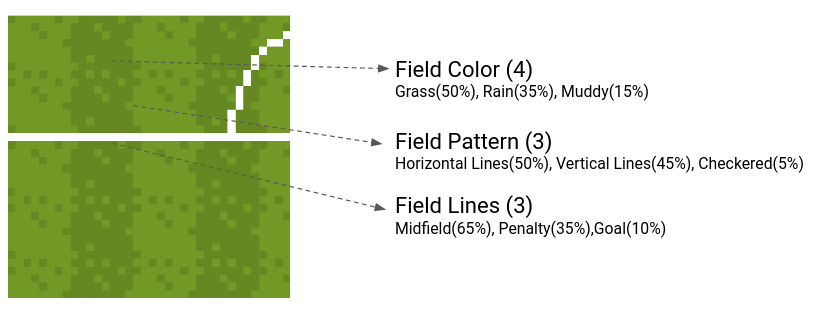 Field Color (4)
Grass(50%), Rain(35%), Muddy(15%)
Field Pattern (3)
Horizontal Lines(50%), Vertical Lines(45%), Checkered(5%)
Field Lines (3)
Midfield(65%), Penalty(35%),Goal(10%)